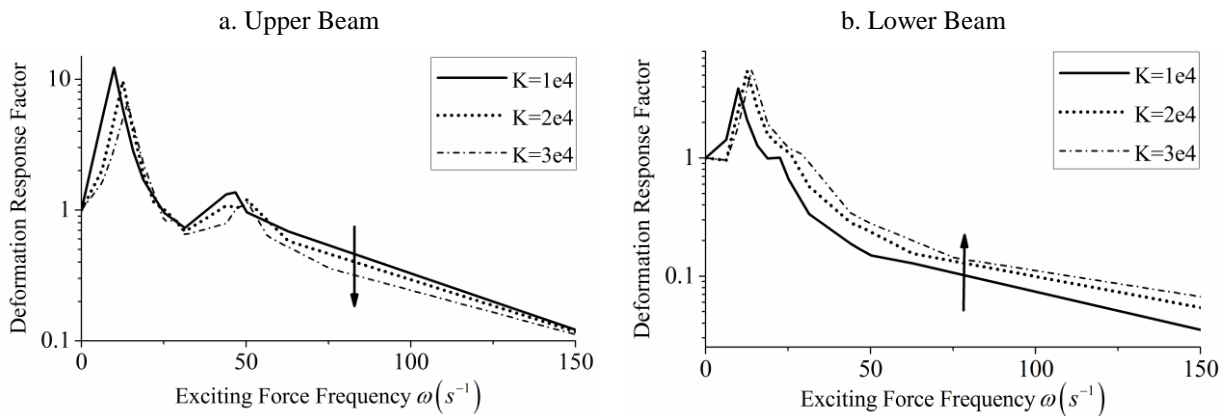 a. Upper Beam
Deformation Response Factor
10
1
0.1
K=1e4
K=2e4
K=3e4
0
50
100
150
Exciting Force Frequency ω(s⁻¹)
b. Lower Beam
Deformation Response Factor
1
0.1
K=1e4
K=2e4
K=3e4
0
50
100
150
Exciting Force Frequency ω(s⁻¹)